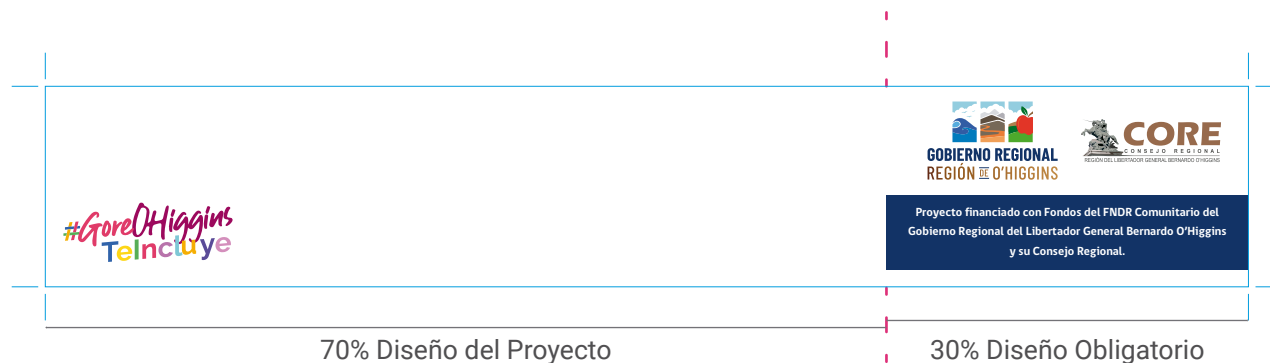 #GoreOHiggins
TeIncluye
GOBIERNO REGIONAL
REGIÓN DE O'HIGGINS
CORE
CONSEJO REGIONAL
REGIÓN DEL LIBERTADOR GENERAL BERNARDO O'HIGGINS
Proyecto financiado con Fondos del FNDR Comunitario del
Gobierno Regional del Libertador General Bernardo O'Higgins
y su Consejo Regional.
70% Diseño del Proyecto
30% Diseño Obligatorio